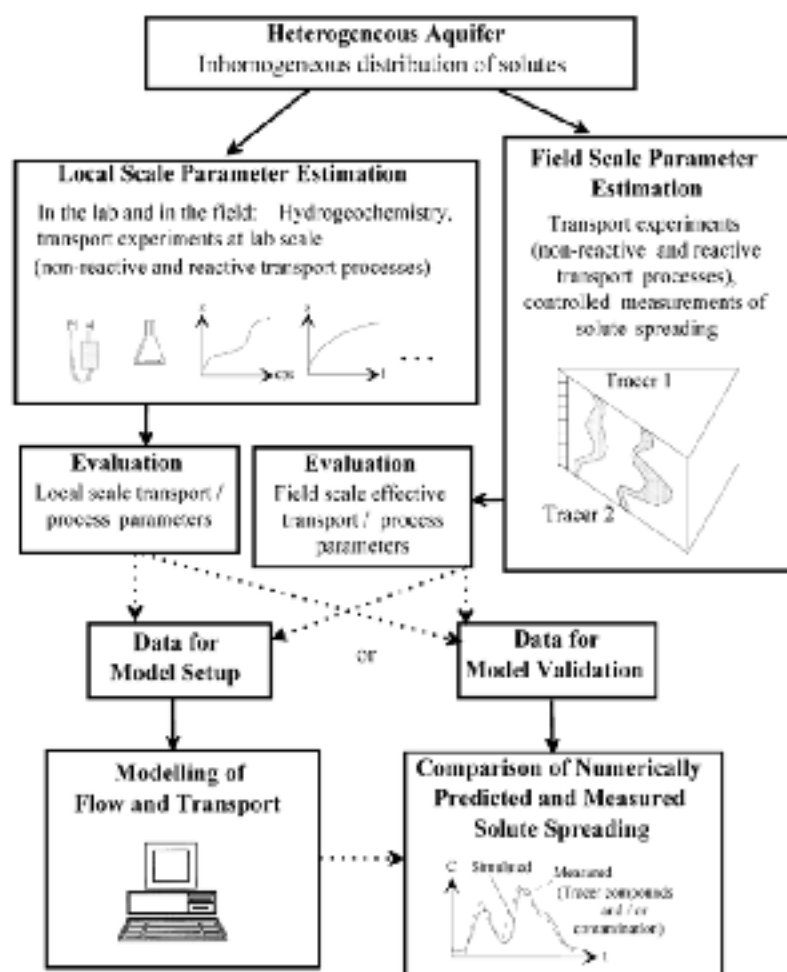 Heterogeneous Aquifer
Inhomogeneous distribution of solutes
Local Scale Parameter Estimation
In the lab and in the field: Hydrogeochemistry,
transport experiments at lab scale
(non-reactive and reactive transport processes)
Field Scale Parameter
Estimation
Transport experiments
(non-reactive and reactive
transport processes),
controlled measurements of
solute spreading
Tracer 1
Tracer 2
Evaluation
Local scale transport /
process parameters
Evaluation
Field scale effective
transport / process
parameters
Data for
Model Setup
or
Data for
Model Validation
Modelling of
Flow and Transport
Comparison of Numerically
Predicted and Measured
Solute Spreading
C
Simulated
Measured
(Tracer compounds
and / or
contamination)
t